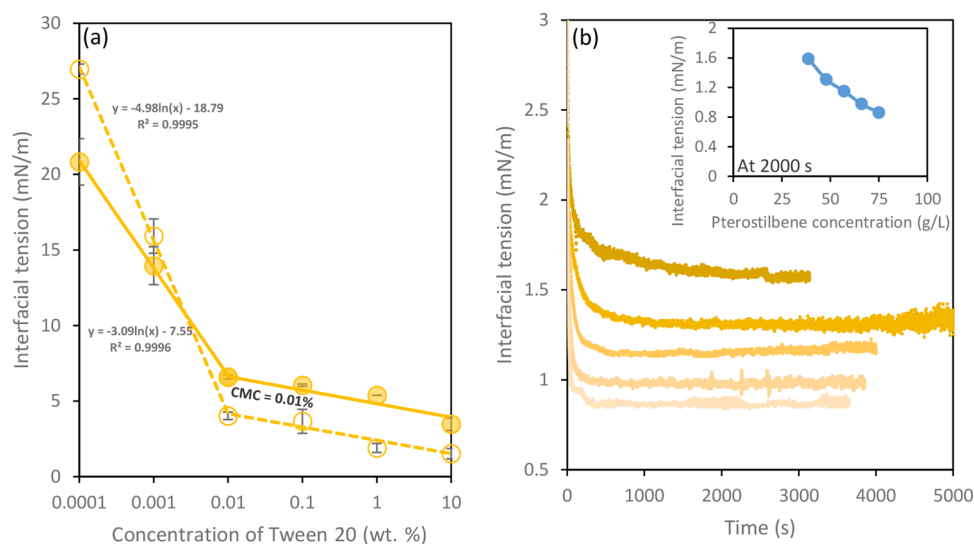 (a)
30
25
20
15
10
5
0
Interfacial tension (mN/m)
y = -4.98ln(x) - 18.79
R² = 0.9995
y = -3.09ln(x) - 7.55
R² = 0.9996
CMC = 0.01%
0.0001 0.001 0.01 0.1 1 10
Concentration of Tween 20 (wt. %)
(b)
3
2.5
2
1.5
1
0.5
Interfacial tension (mN/m)
0 1000 2000 3000 4000 5000
Time (s)
2
1.6
1.2
0.8
0.4
0
Interfacial tension (mN/m)
At 2000 s
0 25 50 75 100
Pterostilbene concentration (g/L)